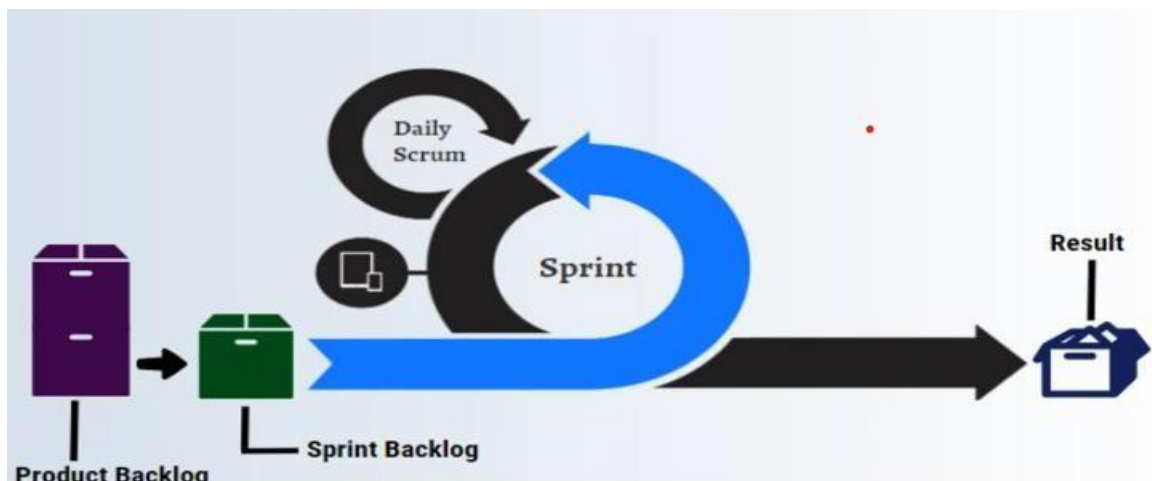 Daily
Scrum
Sprint
Result
Sprint Backlog
Product Backlog